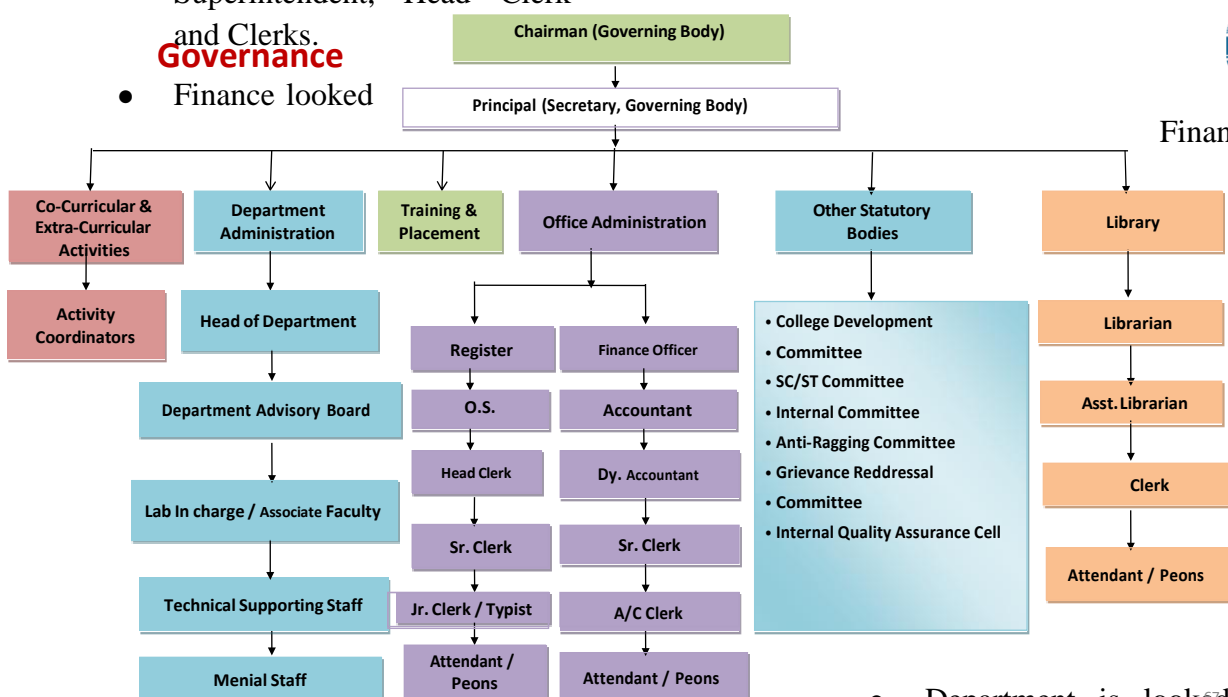 Superintendent, Head Clerk
and Clerks.
Governance
• Finance looked
Finan
Chairman (Governing Body)
Principal (Secretary, Governing Body)
Co-Curricular &
Extra-Curricular
Activities
Activity
Coordinators
Department
Administration
Head of Department
Department Advisory Board
Lab In charge / Associate Faculty
Technical Supporting Staff
Menial Staff
Training &
Placement
Office Administration
Register
O.S.
Head Clerk
Sr. Clerk
Jr. Clerk / Typist
Attendant /
Peons
Finance Officer
Accountant
Dy. Accountant
Sr. Clerk
A/C Clerk
Attendant / Peons
Other Statutory
Bodies
• College Development
• Committee
• SC/ST Committee
• Internal Committee
• Anti-Ragging Committee
• Grievance Reddressal
• Committee
• Internal Quality Assurance Cell
Library
Librarian
Asst. Librarian
Clerk
Attendant / Peons
• Department is looked